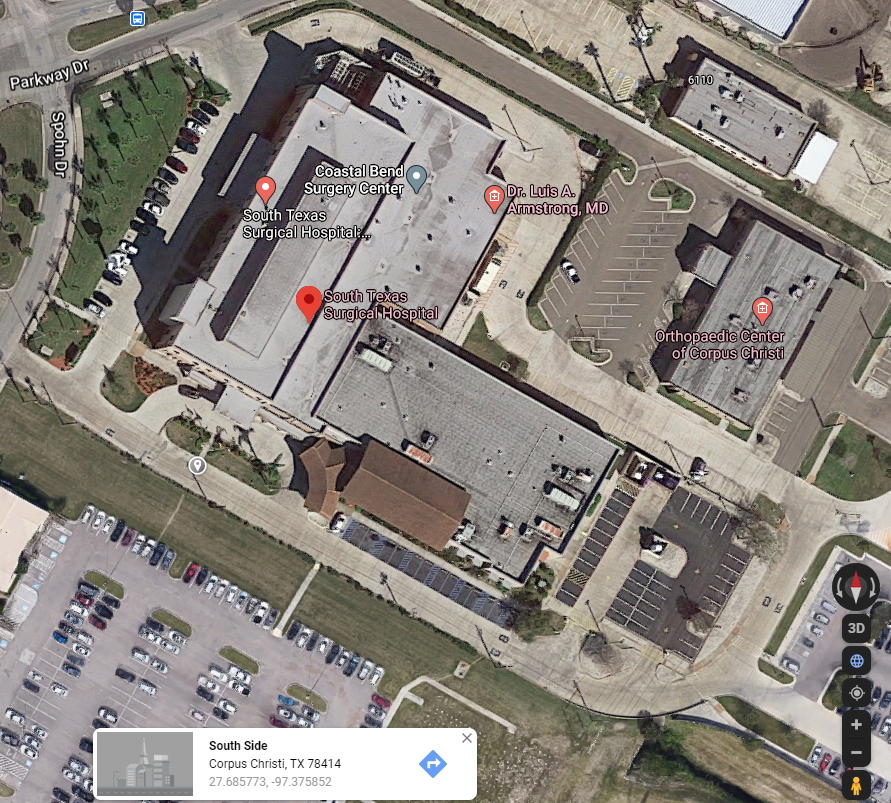 Parkway Dr
Spohn Dr
6110
Coastal Bend
Surgery Center
Dr. Luis A.
Armstrong, MD
South Texas
Surgical Hospital:...
South Texas
Surgical Hospital
Orthopaedic Center
of Corpus Christi
3D
South Side
Corpus Christi, TX 78414
27.685773, -97.375852